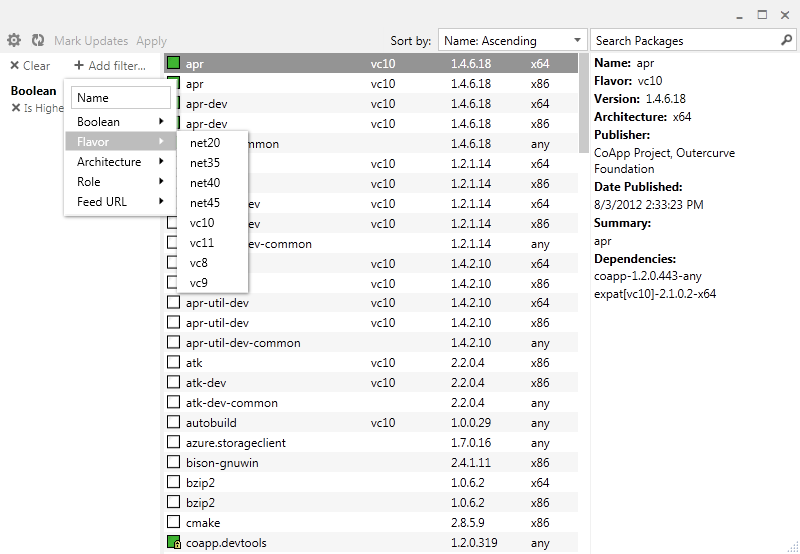 Mark Updates Apply Sort by: Name: Ascending Search Packages
Clear Add filter...
Boolean
Is Highe
Name
Boolean
Flavor
Architecture
Role
Feed URL
net20
net35
net40
net45
vc10
vc11
vc8
vc9
apr vc10 1.4.6.18 x64
apr vc10 1.4.6.18 x86
apr-dev vc10 1.4.6.18 x64
apr-dev vc10 1.4.6.18 x86
mmon 1.4.6.18 any
vc10 1.2.1.14 x64
vc10 1.2.1.14 x86
ev vc10 1.2.1.14 x64
ev vc10 1.2.1.14 x86
ev-common 1.2.1.14 any
vc10 1.4.2.10 x64
vc10 1.4.2.10 x86
apr-util-dev vc10 1.4.2.10 x64
apr-util-dev vc10 1.4.2.10 x86
apr-util-dev-common 1.4.2.10 any
atk vc10 2.2.0.4 x86
atk-dev vc10 2.2.0.4 x86
atk-dev-common 2.2.0.4 any
autobuild vc10 1.0.0.29 any
azure.storageclient 1.7.0.16 any
bison-gnuwin 2.4.1.11 x86
bzip2 1.0.6.2 x64
bzip2 1.0.6.2 x86
cmake 2.8.5.9 x86
coapp.devtools 1.2.0.319 any
Name: apr
Flavor: vc10
Version: 1.4.6.18
Architecture: x64
Publisher:
CoApp Project, Outercurve
Foundation
Date Published:
8/3/2012 2:33:23 PM
Summary:
apr
Dependencies:
coapp-1.2.0.443-any
expat[vc10]-2.1.0.2-x64